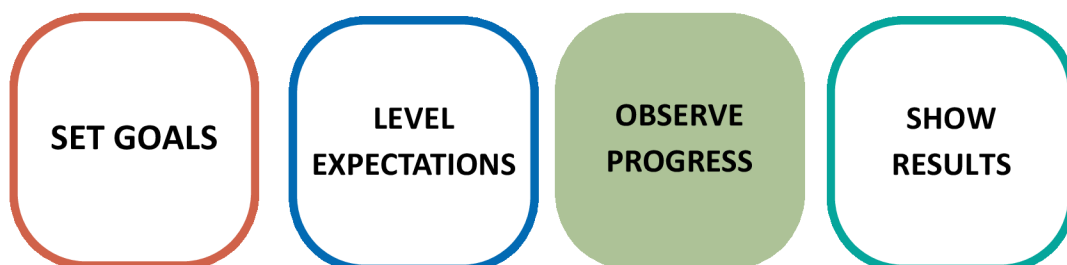 SET GOALS
LEVEL
EXPECTATIONS
OBSERVE
PROGRESS
SHOW
RESULTS